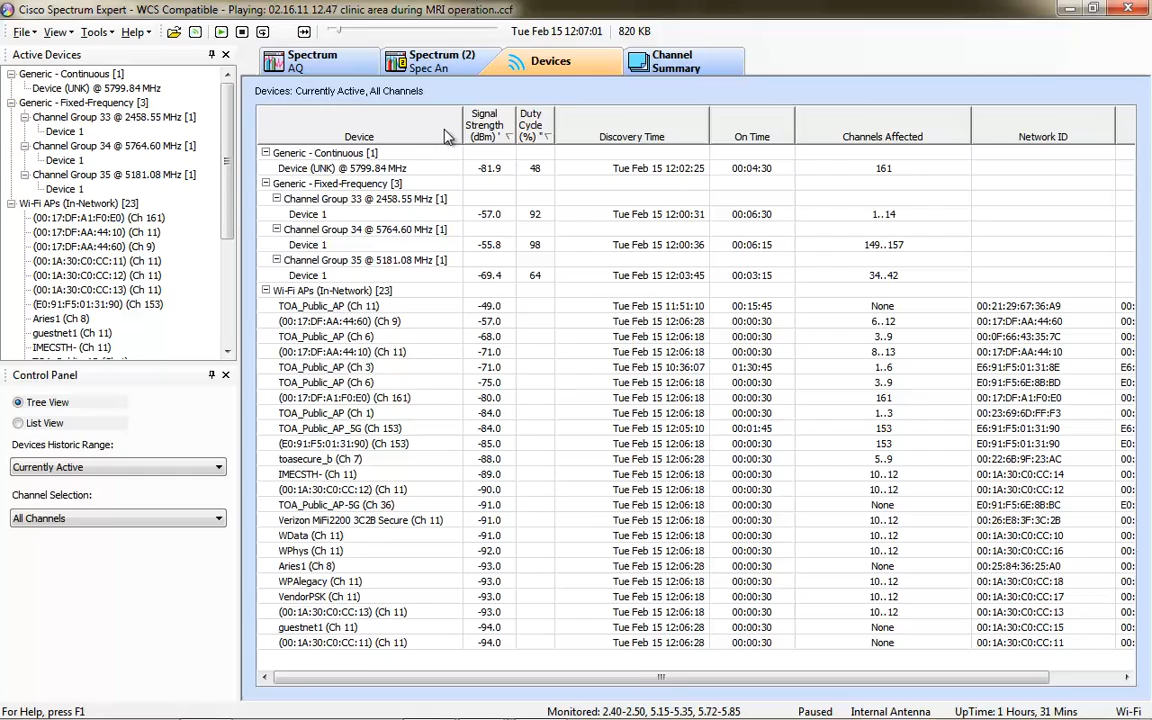 Cisco Spectrum Expert - WCS Compatible - Playing: 02.16.11 12.47 clinic area during MRI operation..ccf
File View Tools Help Tue Feb 15 12:07:01 820 KB
Active Devices
Generic - Continuous [1]
Device (UNK) @ 5799.84 MHz
Generic - Fixed-Frequency [3]
Channel Group 33 @ 2458.55 MHz [1]
Device 1
Channel Group 34 @ 5764.60 MHz [1]
Device 1
Channel Group 35 @ 5181.08 MHz [1]
Device 1
Wi-Fi APs (In-Network) [23]
(00:17:DF:A1:F0:E0) (Ch 161)
(00:17:DF:AA:44:10) (Ch 11)
(00:17:DF:AA:44:60) (Ch 9)
(00:1A:30:C0:CC:11) (Ch 11)
(00:1A:30:C0:CC:12) (Ch 11)
(00:1A:30:C0:CC:13) (Ch 11)
(E0:91:F5:01:31:90) (Ch 153)
Aries1 (Ch 8)
guestnet1 (Ch 11)
IMECSTH- (Ch 11)
Control Panel
Tree View
List View
Devices Historic Range:
Currently Active
Channel Selection:
All Channels
Spectrum AQ
Spectrum (2) Spec An
Devices
Channel Summary
Devices: Currently Active, All Channels
Device Signal Strength (dBm) Duty Cycle (%) Discovery Time On Time Channels Affected Network ID
Generic - Continuous [1]
Device (UNK) @ 5799.84 MHz -81.9 48 Tue Feb 15 12:02:25 00:04:30 161
Generic - Fixed-Frequency [3]
Channel Group 33 @ 2458.55 MHz [1]
Device 1 -57.0 92 Tue Feb 15 12:00:31 00:06:30 1..14
Channel Group 34 @ 5764.60 MHz [1]
Device 1 -55.8 98 Tue Feb 15 12:00:36 00:06:15 149..157
Channel Group 35 @ 5181.08 MHz [1]
Device 1 -69.4 64 Tue Feb 15 12:03:45 00:03:15 34..42
Wi-Fi APs (In-Network) [23]
TOA_Public_AP (Ch 11) -49.0 Tue Feb 15 11:51:10 00:15:45 None 00:21:29:67:36:A9 00:
(00:17:DF:AA:44:60) (Ch 9) -57.0 Tue Feb 15 12:06:28 00:00:30 6..12 00:17:DF:AA:44:60 00:
TOA_Public_AP (Ch 6) -68.0 Tue Feb 15 12:06:18 00:00:30 3..9 00:0F:66:43:35:7C 00:
(00:17:DF:AA:44:10) (Ch 11) -71.0 Tue Feb 15 12:06:28 00:00:30 8..13 00:17:DF:AA:44:10 00:
TOA_Public_AP (Ch 3) -71.0 Tue Feb 15 10:36:07 01:30:45 1..6 E6:91:F5:01:31:8E E6:
TOA_Public_AP (Ch 6) -75.0 Tue Feb 15 12:06:18 00:00:30 3..9 E0:91:F5:6E:8B:BD E0:
(00:17:DF:A1:F0:E0) (Ch 161) -80.0 Tue Feb 15 12:06:28 00:00:30 161 00:17:DF:A1:F0:E0 00:
TOA_Public_AP (Ch 1) -84.0 Tue Feb 15 12:06:18 00:00:30 1..3 00:23:69:6D:FF:F3 00:
TOA_Public_AP_5G (Ch 153) -84.0 Tue Feb 15 12:05:10 00:01:45 153 E6:91:F5:01:31:90 E6:
(E0:91:F5:01:31:90) (Ch 153) -85.0 Tue Feb 15 12:06:28 00:00:30 153 E0:91:F5:01:31:90 E0:
toasecure_b (Ch 7) -88.0 Tue Feb 15 12:06:28 00:00:30 5..9 00:22:6B:9F:23:AC 00:
IMECSTH- (Ch 11) -89.0 Tue Feb 15 12:06:18 00:00:30 10..12 00:1A:30:C0:CC:14 00:
(00:1A:30:C0:CC:12) (Ch 11) -90.0 Tue Feb 15 12:06:18 00:00:30 10..12 00:1A:30:C0:CC:12 00:
TOA_Public_AP-5G (Ch 36) -91.0 Tue Feb 15 12:06:18 00:00:30 None E0:91:F5:6E:8B:BC E0:
Verizon MiFi2200 3C2B Secure (Ch 11) -91.0 Tue Feb 15 12:06:18 00:00:30 10..12 00:26:E8:3F:3C:2B 00:
WData (Ch 11) -91.0 Tue Feb 15 12:06:18 00:00:30 10..12 00:1A:30:C0:CC:10 00:
WPhys (Ch 11) -92.0 Tue Feb 15 12:06:18 00:00:30 10..12 00:1A:30:C0:CC:16 00:
Aries1 (Ch 8) -93.0 Tue Feb 15 12:06:28 00:00:30 None 00:25:84:36:25:A0 00:
WPAlegacy (Ch 11) -93.0 Tue Feb 15 12:06:18 00:00:30 10..12 00:1A:30:C0:CC:18 00:
VendorPSK (Ch 11) -93.0 Tue Feb 15 12:06:18 00:00:30 10..12 00:1A:30:C0:CC:17 00:
(00:1A:30:C0:CC:13) (Ch 11) -93.0 Tue Feb 15 12:06:18 00:00:30 10..12 00:1A:30:C0:CC:13 00:
guestnet1 (Ch 11) -94.0 Tue Feb 15 12:06:28 00:00:30 None 00:1A:30:C0:CC:15 00:
(00:1A:30:C0:CC:11) (Ch 11) -94.0 Tue Feb 15 12:06:28 00:00:30 None 00:1A:30:C0:CC:11 00:
For Help, press F1 Monitored: 2.40-2.50, 5.15-5.35, 5.72-5.85 Paused Internal Antenna UpTime: 1 Hours, 31 Mins Wi-Fi